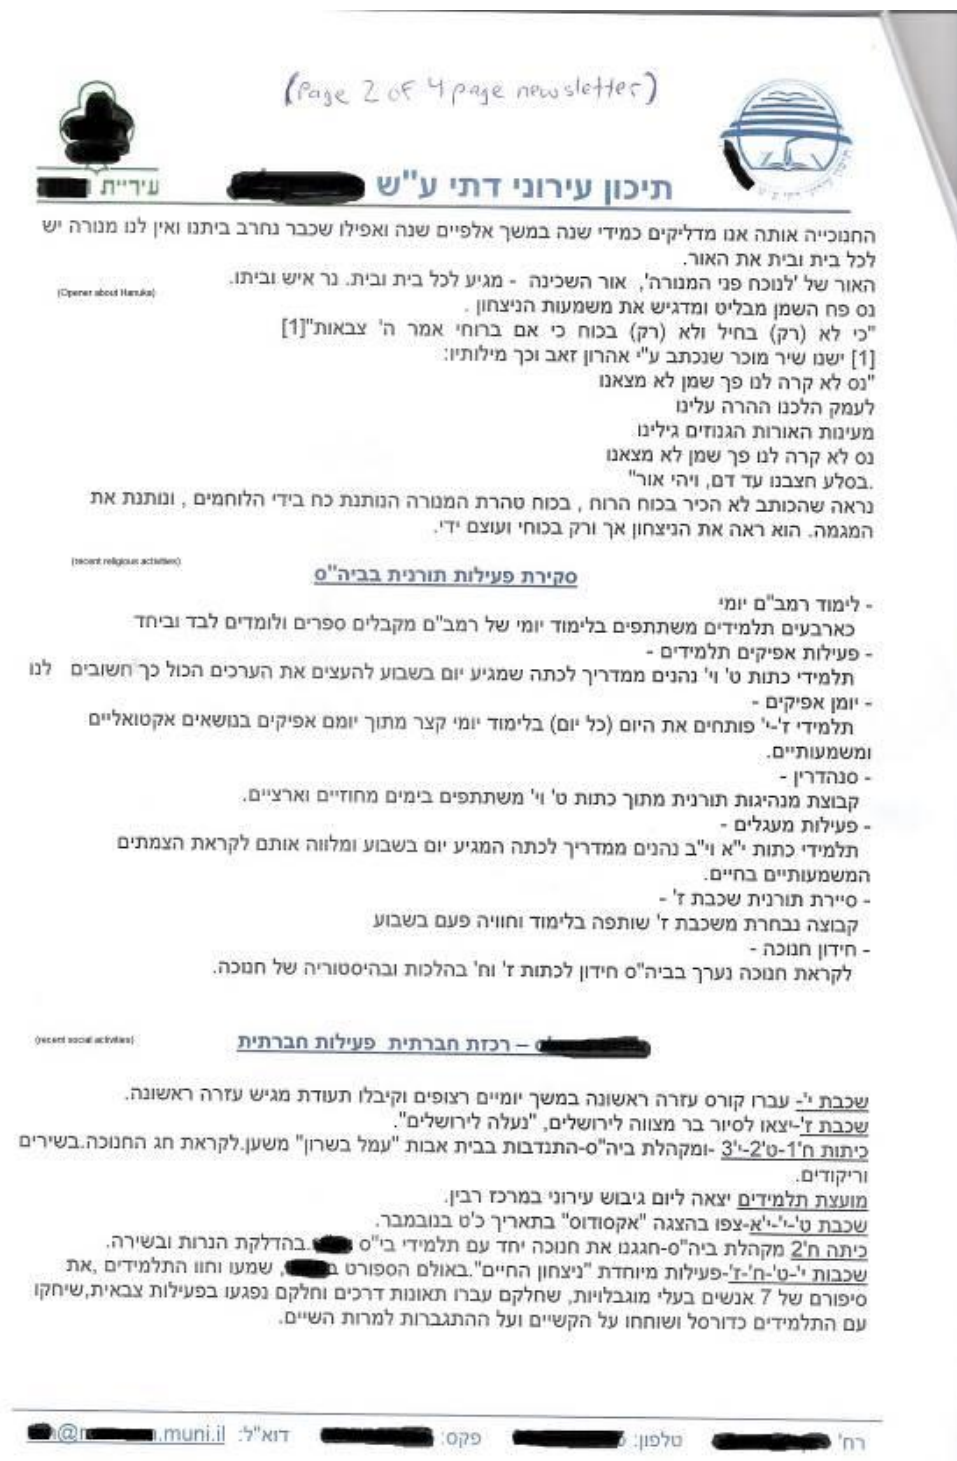 (Page 2 of 4 page newsletter)
עיריית
תיכון עירוני דתי ע"ש
החנוכייה אותה אנו מדליקים כמידי שנה במשך אלפיים שנה ואפילו שכבר נחרב ביתנו ואין לנו מנורה יש
לכל בית ובית את האור.
האור של 'לנוכח פני המנורה', אור השכינה - מגיע לכל בית ובית. נר איש וביתו.
(Opener about Hanuka)
נס פח השמן מבליט ומדגיש את משמעות הניצחון .
"כי לא (רק) בחיל ולא (רק) בכוח כי אם ברוחי אמר ה' צבאות"[1]
[1] ישנו שיר מוכר שנכתב ע"י אהרון זאב וכך מילותיו:
"נס לא קרה לנו פך שמן לא מצאנו
לעמק הלכנו ההרה עלינו
מעינות האורות הגנוזים גילינו
נס לא קרה לנו פך שמן לא מצאנו
.בסלע חצבנו עד דם, ויהי אור"
נראה שהכותב לא הכיר בכוח הרוח , בכוח טהרת המנורה הנותנת כח בידי הלוחמים , ונותנת את
המגמה. הוא ראה את הניצחון אך ורק בכוחי ועוצם ידי.
(recent religious activities)
סקירת פעילות תורנית בביה"ס
- לימוד רמב"ם יומי
כארבעים תלמידים משתתפים בלימוד יומי של רמב"ם מקבלים ספרים ולומדים לבד וביחד
- פעילות אפיקים תלמידים -
תלמידי כתות ט' וי' נהנים ממדריך לכתה שמגיע יום בשבוע להעצים את הערכים הכול כך חשובים לנו
- יומן אפיקים -
תלמידי ז'-י' פותחים את היום (כל יום) בלימוד יומי קצר מתוך יומם אפיקים בנושאים אקטואליים
ומשמעותיים.
- סנהדרין -
קבוצת מנהיגות תורנית מתוך כתות ט' וי' משתתפים בימים מחוזיים וארציים.
- פעילות מעגלים -
תלמידי כתות י"א וי"ב נהנים ממדריך לכתה המגיע יום בשבוע ומלווה אותם לקראת הצמתים
המשמעותיים בחיים.
- סיירת תורנית שכבת ז' -
קבוצה נבחרת משכבת ז' שותפה בלימוד וחוויה פעם בשבוע
- חידון חנוכה -
לקראת חנוכה נערך בביה"ס חידון לכתות ז' וח' בהלכות ובהיסטוריה של חנוכה.
(recent social activities)
– רכזת חברתית פעילות חברתית
שכבת י'- עברו קורס עזרה ראשונה במשך יומיים רצופים וקיבלו תעודת מגיש עזרה ראשונה.
שכבת ז'-יצאו לסיור בר מצווה לירושלים, "נעלה לירושלים".
כיתות ח'1-ט'2-י'3 -ומקהלת ביה"ס-התנדבות בבית אבות "עמל בשרון" משען.לקראת חג החנוכה.בשירים
וריקודים.
מועצת תלמידים יצאה ליום גיבוש עירוני במרכז רבין.
שכבת ט'-י'-י'א-צפו בהצגה "אקסודוס" בתאריך כ'ט בנובמבר.
כיתה ח'2 מקהלת ביה"ס-חגגנו את חנוכה יחד עם תלמידי בי"ס .בהדלקת הנרות ובשירה.
שכבות י'-ט'-ח'-ז'-פעילות מיוחדת "ניצחון החיים".באולם הספורט ב , שמעו וחוו התלמידים ,את
סיפורם של 7 אנשים בעלי מוגבלויות, שחלקם עברו תאונות דרכים וחלקם נפגעו בפעילות צבאית,שיחקו
עם התלמידים כדורסל ושוחחו על הקשיים ועל ההתגברות למרות השיים.
רח' טלפון: פקס: דוא"ל: @ .muni.il